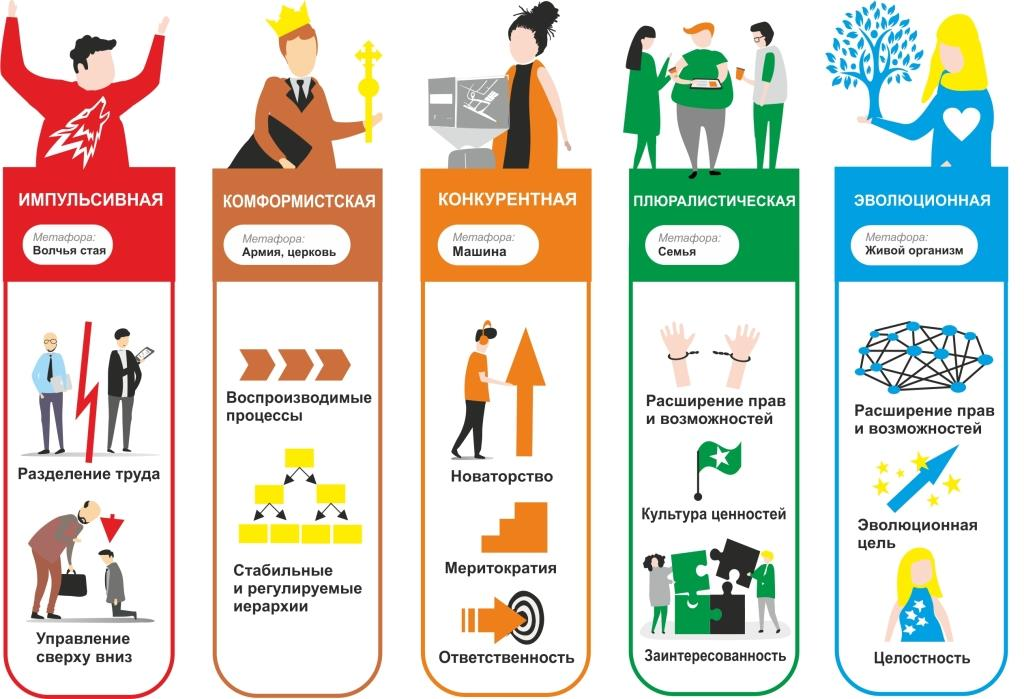 ИМПУЛЬСИВНАЯ
Метафора:
Волчья стая
Разделение труда
Управление
сверху вниз
КОМФОРМИСТСКАЯ
Метафора:
Армия, церковь
Воспроизводимые
процессы
Стабильные
и регулируемые
иерархии
КОНКУРЕНТНАЯ
Метафора:
Машина
Новаторство
Меритократия
Ответственность
ПЛЮРАЛИСТИЧЕСКАЯ
Метафора:
Семья
Расширение прав
и возможностей
Культура ценностей
Заинтересованность
ЭВОЛЮЦИОННАЯ
Метафора:
Живой организм
Расширение прав
и возможностей
Эволюционная
цель
Целостность